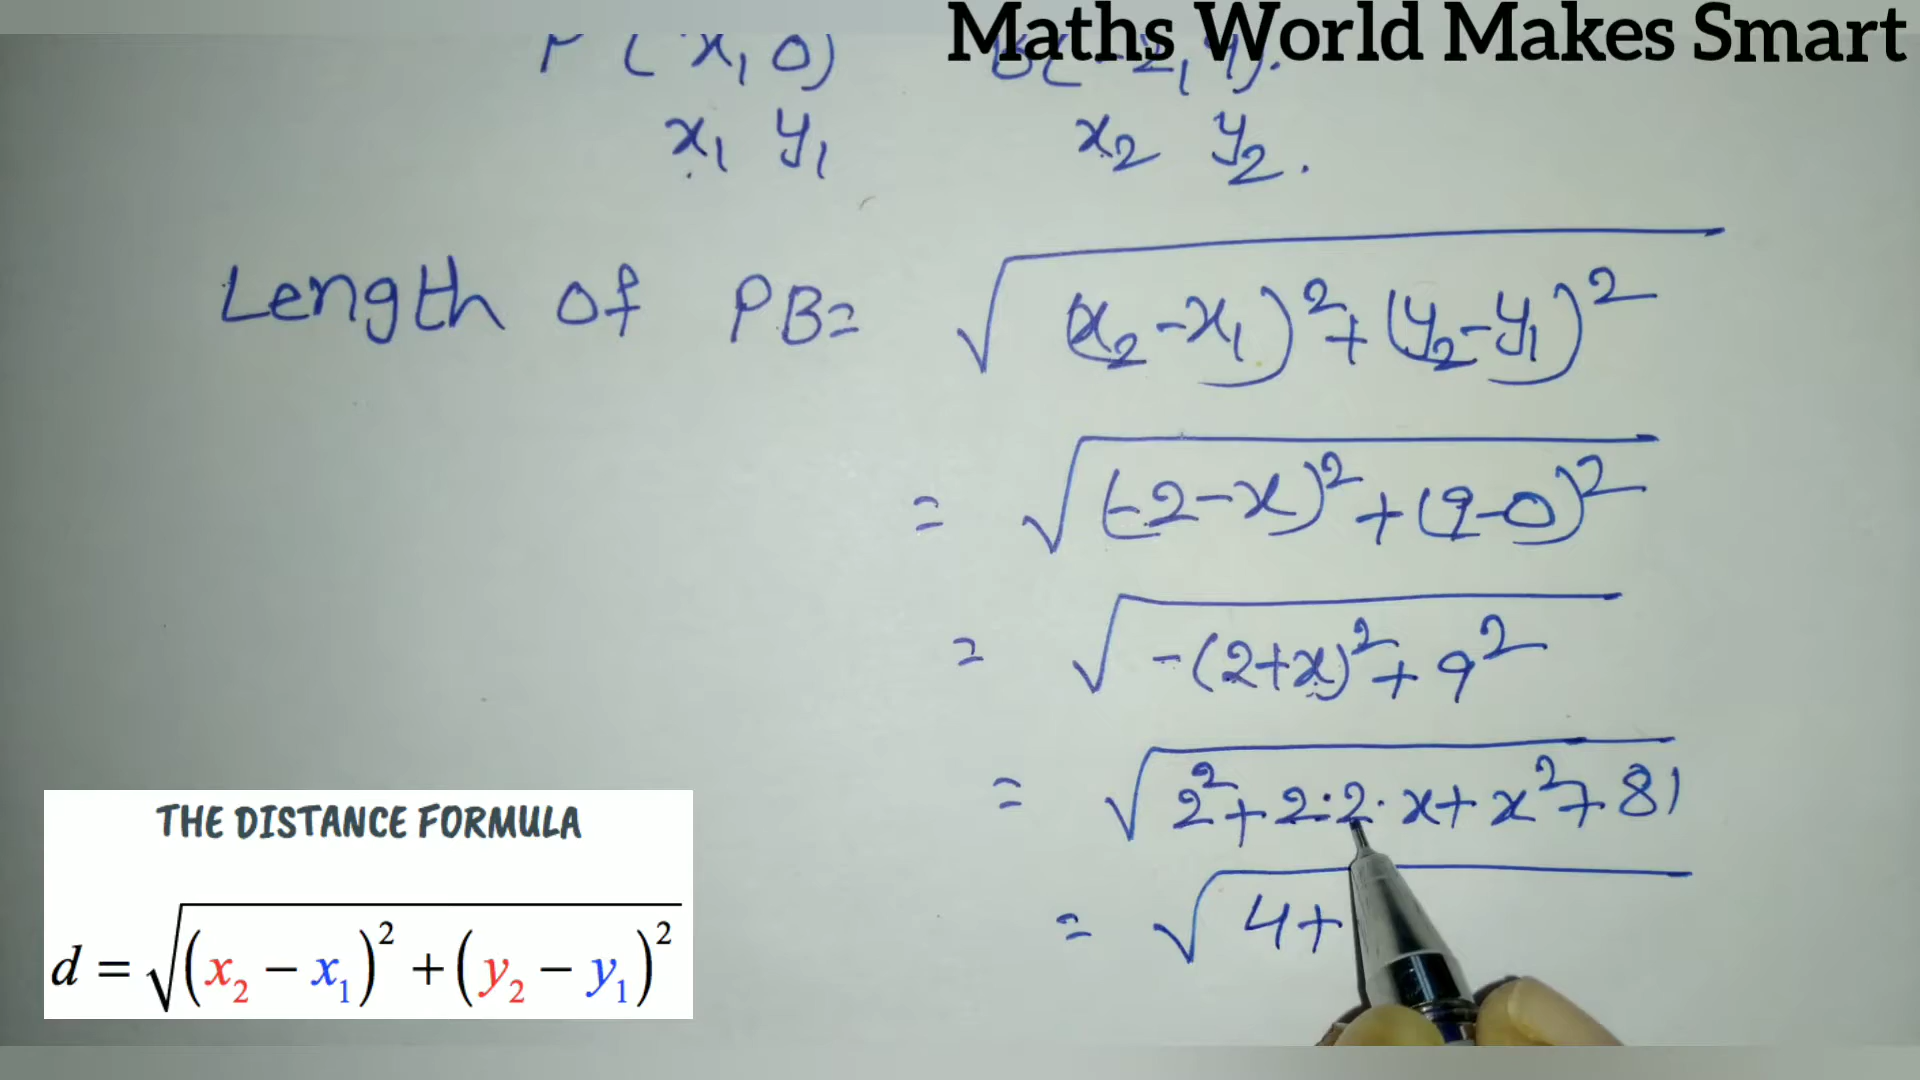 Maths World Makes Smart
P(x, 0) B(-2, 9).
x₁ y₁ x₂ y₂.
Length of PB= √(x₂-x₁)²+(y₂-y₁)²
= √(-2-x)²+(9-0)²
= √-(2+x)²+9²
= √2²+2·2·x+x²+81
= √4+
THE DISTANCE FORMULA
d = √(x₂ − x₁)² + (y₂ − y₁)²